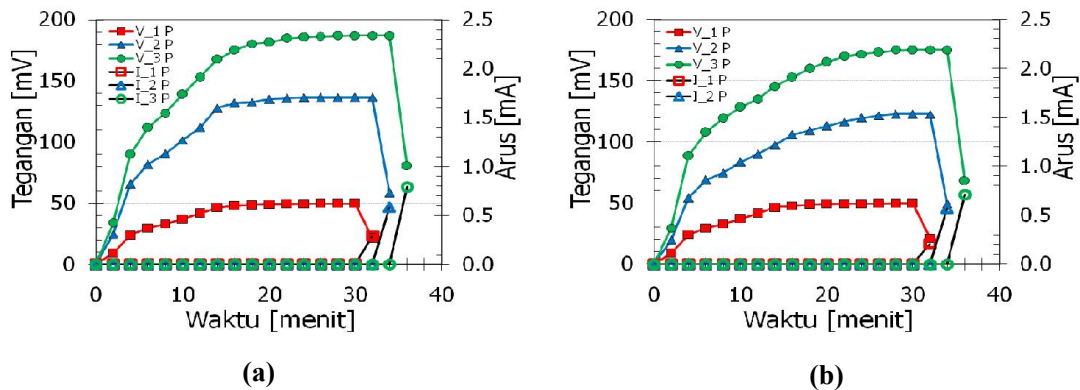 200
150
100
50
0
Tegangan [mV]
V_1 P
V_2 P
V_3 P
I_1 P
I_2 P
I_3 P
2.5
2.0
1.5
1.0
0.5
0.0
Arus [mA]
0 10 20 30 40
Waktu [menit]
(a)
200
150
100
50
0
Tegangan [mV]
V_1 P
V_2 P
V_3 P
I_1 P
I_2 P
2.5
2.0
1.5
1.0
0.5
0.0
Arus [mA]
0 10 20 30 40
Waktu [menit]
(b)